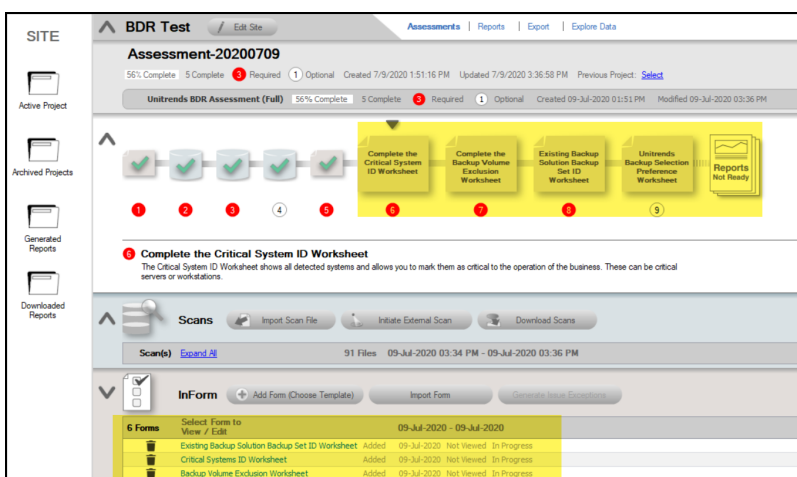 SITE
Active Project
Archived Projects
Generated
Reports
Downloaded
Reports
BDR Test
Edit Site
Assessments | Reports | Export | Explore Data
Assessment-20200709
56% Complete 5 Complete 3 Required 1 Optional Created 7/9/2020 1:51:16 PM Updated 7/9/2020 3:36:58 PM Previous Project: Select
Unitrends BDR Assessment (Full) 56% Complete 5 Complete 3 Required 1 Optional Created 09-Jul-2020 01:51 PM Modified 09-Jul-2020 03:36 PM
Complete the
Critical System
ID Worksheet
Complete the
Backup Volume
Exclusion
Worksheet
Existing Backup
Solution Backup
Set ID
Worksheet
Unitrends
Backup Selection
Preference
Worksheet
Reports
Not Ready
1 2 3 4 5 6 7 8 9
6 Complete the Critical System ID Worksheet
The Critical System ID Worksheet shows all detected systems and allows you to mark them as critical to the operation of the business. These can be critical
servers or workstations.
Scans
Import Scan File
Initiate External Scan
Download Scans
Scan(s) Expand All 91 Files 09-Jul-2020 03:34 PM - 09-Jul-2020 03:36 PM
InForm
Add Form (Choose Template)
Import Form
Generate Issue Exceptions
6 Forms
Select Form to
View / Edit
09-Jul-2020 - 09-Jul-2020
Existing Backup Solution Backup Set ID Worksheet Added 09-Jul-2020 Not Viewed In Progress
Critical Systems ID Worksheet Added 09-Jul-2020 Not Viewed In Progress
Backup Volume Exclusion Worksheet Added 09-Jul-2020 Not Viewed In Progress